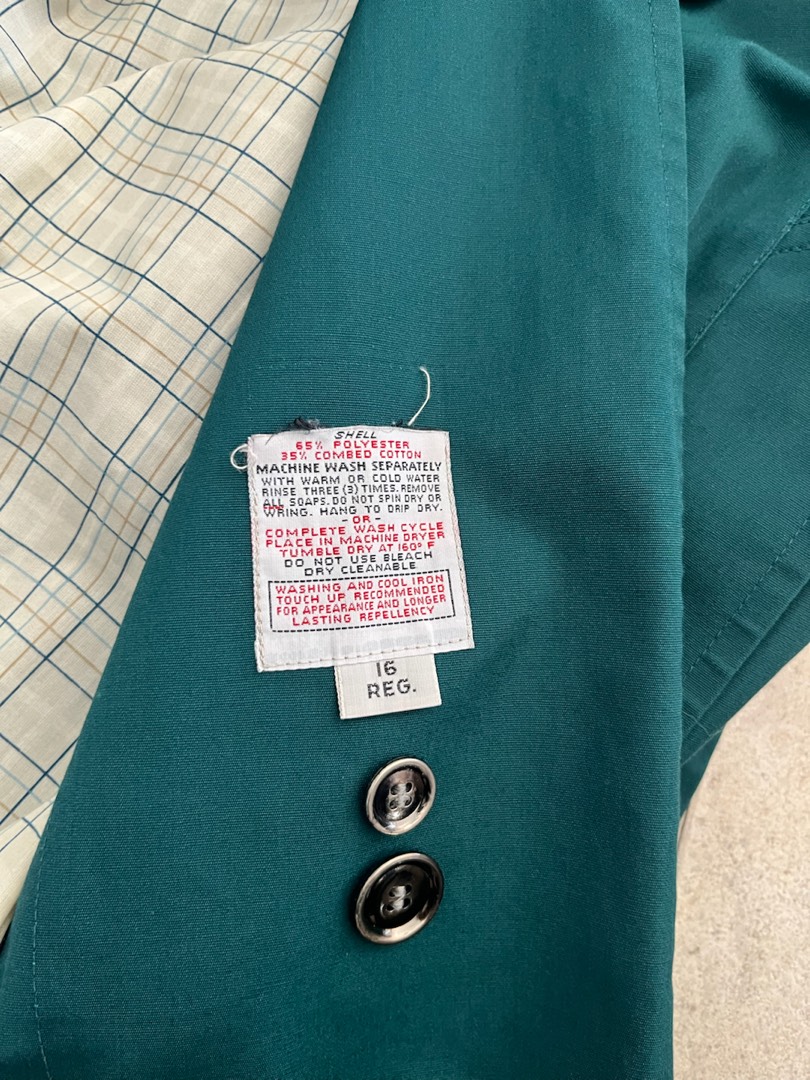 SHELL
65% POLYESTER
35% COMBED COTTON
MACHINE WASH SEPARATELY
WITH WARM OR COLD WATER
RINSE THREE (3) TIMES. REMOVE
ALL SOAPS. DO NOT SPIN DRY OR
WRING. HANG TO DRIP DRY.
- OR -
COMPLETE WASH CYCLE
PLACE IN MACHINE DRYER
TUMBLE DRY AT 160° F
DO NOT USE BLEACH
DRY CLEANABLE
WASHING AND COOL IRON
TOUCH UP RECOMMENDED
FOR APPEARANCE AND LONGER
LASTING REPELLENCY
16
REG.